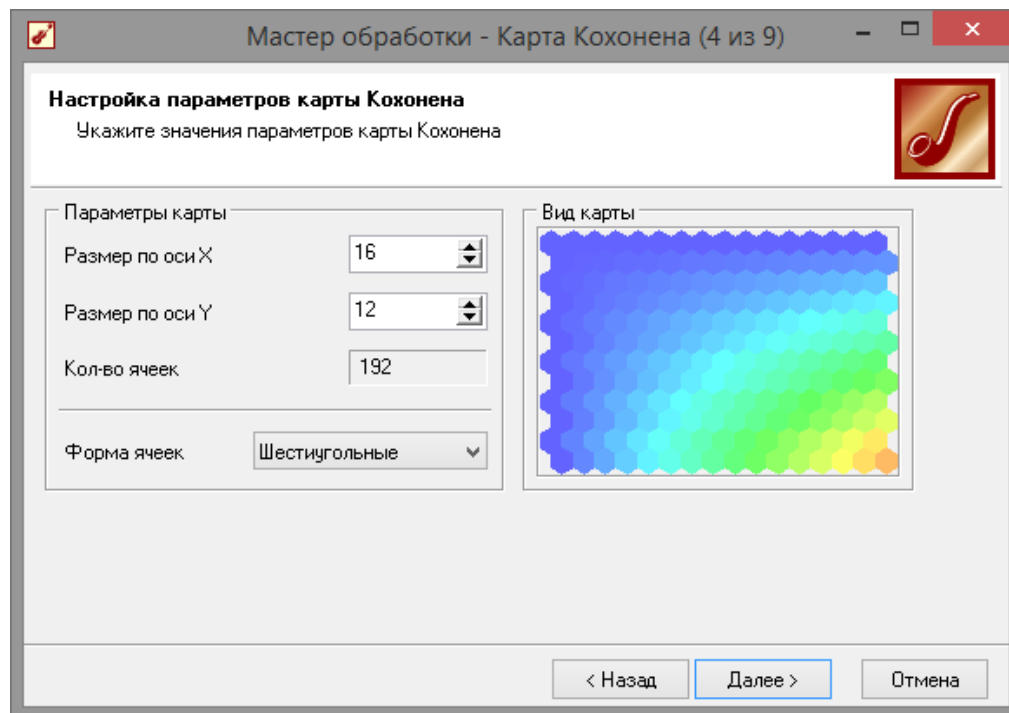 Мастер обработки - Карта Кохонена (4 из 9)
Настройка параметров карты Кохонена
Укажите значения параметров карты Кохонена
Параметры карты
Размер по оси X
16
Размер по оси Y
12
Кол-во ячеек
192
Форма ячеек
Шестиугольные
Вид карты
< Назад
Далее >
Отмена